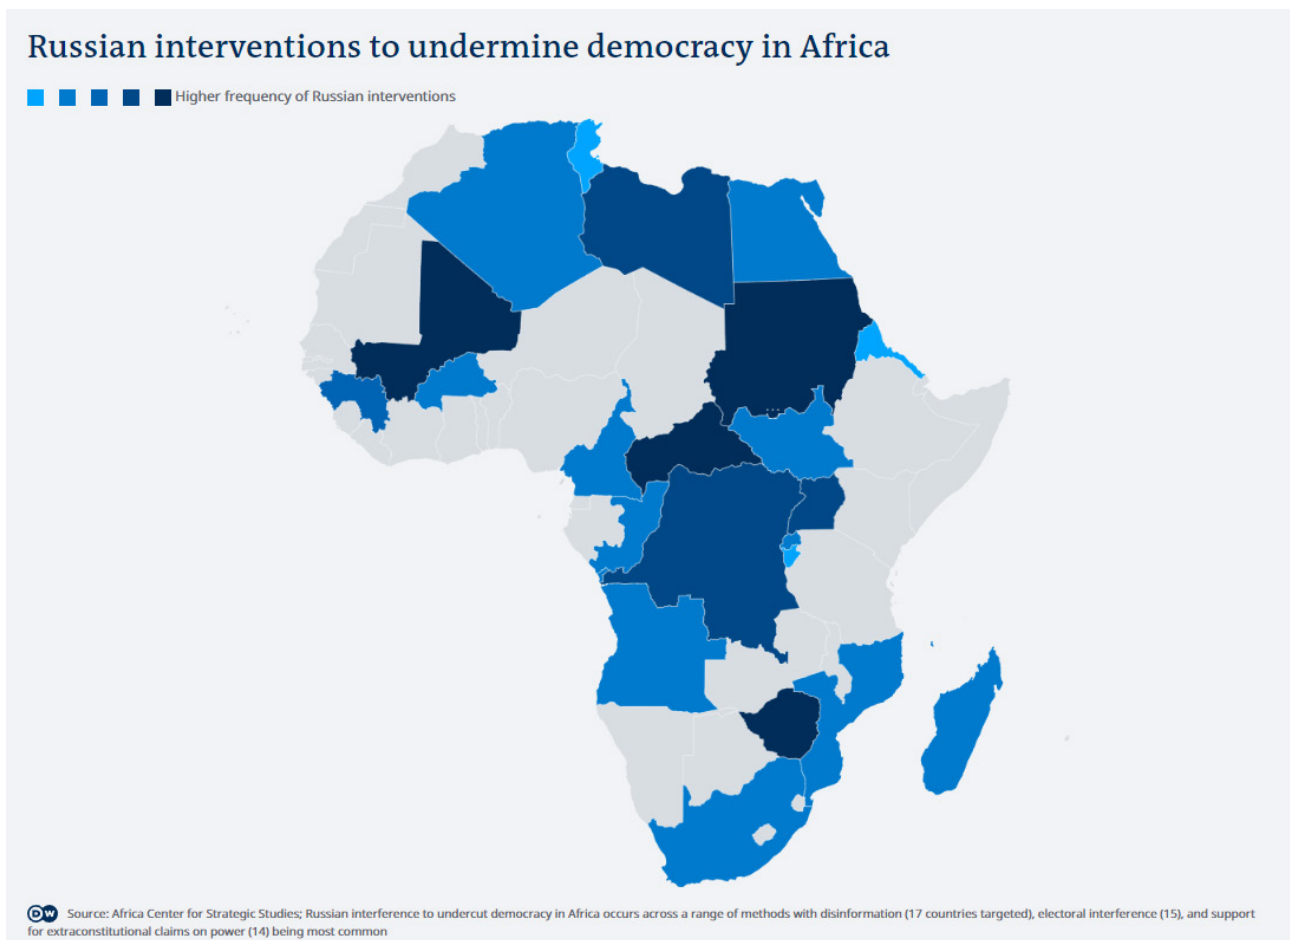 Russian interventions to undermine democracy in Africa
Higher frequency of Russian interventions
DW Source: Africa Center for Strategic Studies; Russian interference to undercut democracy in Africa occurs across a range of methods with disinformation (17 countries targeted), electoral interference (15), and support
for extraconstitutional claims on power (14) being most common